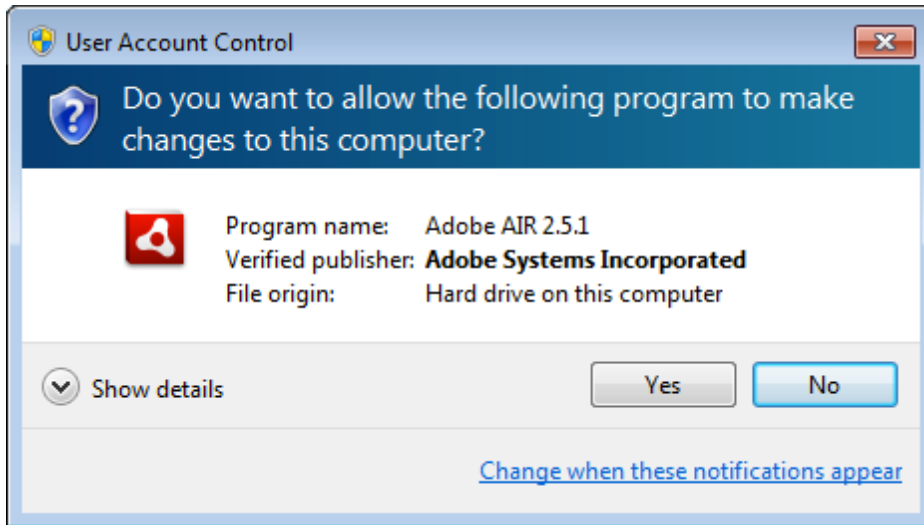 User Account Control
Do you want to allow the following program to make
changes to this computer?
Program name: Adobe AIR 2.5.1
Verified publisher: Adobe Systems Incorporated
File origin: Hard drive on this computer
Show details
Yes
No
Change when these notifications appear